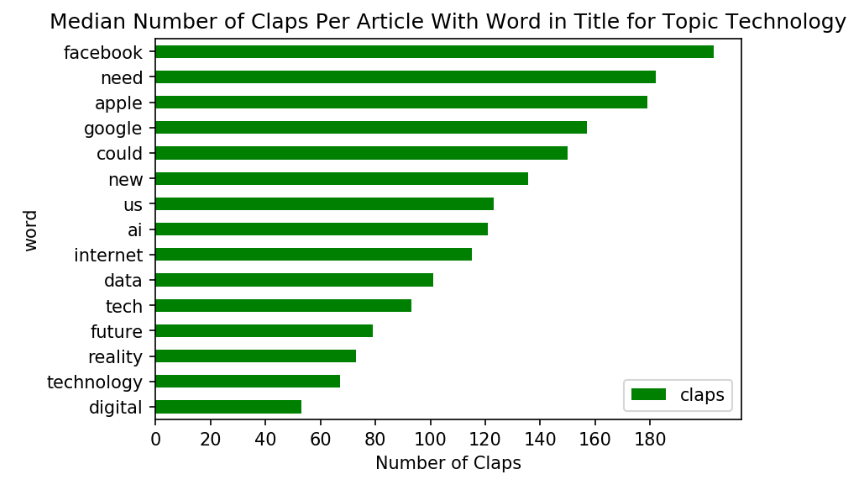 Median Number of Claps Per Article With Word in Title for Topic Technology
facebook
need
apple
google
could
new
us
ai
internet
data
tech
future
reality
technology
digital
word
claps
0 20 40 60 80 100 120 140 160 180
Number of Claps